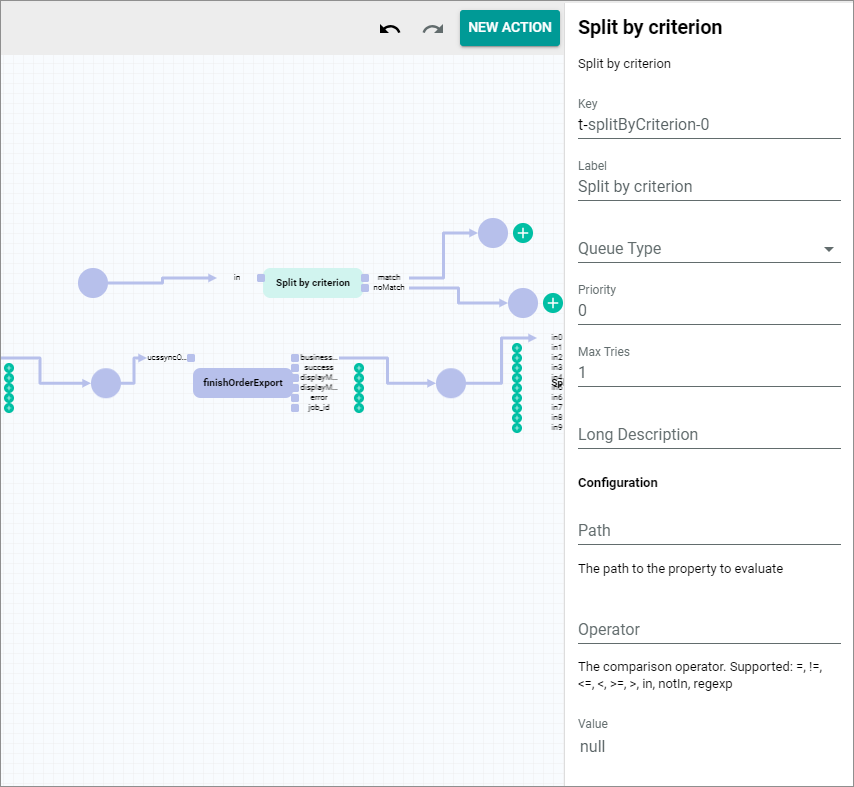 NEW ACTION
in
Split by criterion
match
noMatch
ucssyncO...
finishOrderExport
business...
success
displayM...
displayM...
error
job_id
in0
in1
in2
in3
in6
in7
in8
in9
Split by criterion
Split by criterion
Key
t-splitByCriterion-0
Label
Split by criterion
Queue Type
Priority
0
Max Tries
1
Long Description
Configuration
Path
The path to the property to evaluate
Operator
The comparison operator. Supported: =, !=,
<=, <, >=, >, in, notIn, regexp
Value
null